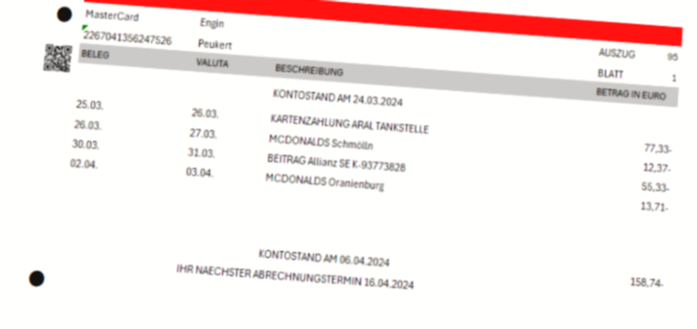 MasterCard Engin
2267041356247526 Peukert AUSZUG 95
BLATT 1
BELEG VALUTA BESCHREIBUNG BETRAG IN EURO
KONTOSTAND AM 24.03.2024
25.03. 26.03. KARTENZAHLUNG ARAL TANKSTELLE 77,33-
26.03. 27.03. MCDONALDS Schmölln 12,37-
30.03. 31.03. BEITRAG Allianz SE K-93773828 55,33-
02.04. 03.04. MCDONALDS Oranienburg 13,71-
KONTOSTAND AM 06.04.2024 158,74-
IHR NAECHSTER ABRECHNUNGSTERMIN 16.04.2024